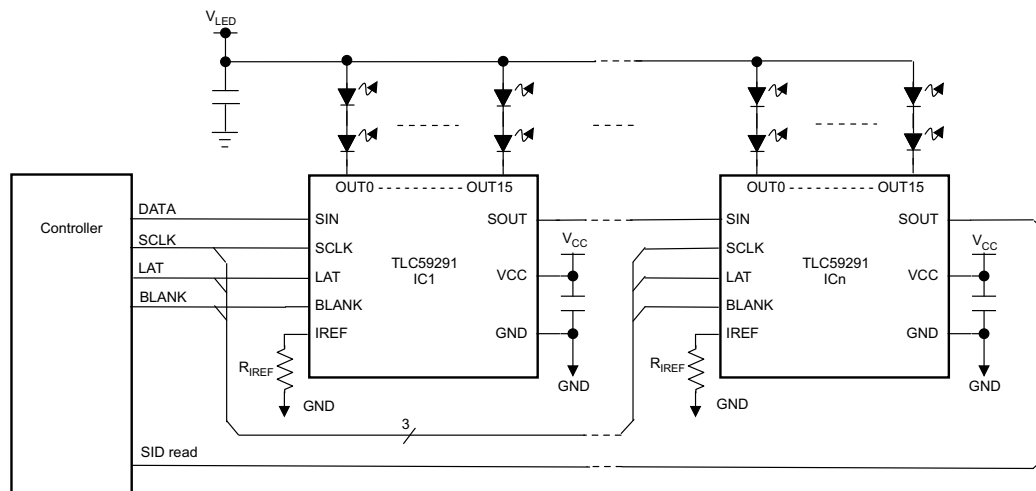 VLED
OUT0 OUT15
OUT0 OUT15
Controller
DATA
SCLK
LAT
BLANK
SIN
SCLK
LAT
BLANK
IREF
TLC59291
IC1
SOUT
VCC
GND
VCC
GND
RIREF
GND
SIN
SCLK
LAT
BLANK
IREF
TLC59291
ICn
SOUT
VCC
GND
VCC
GND
RIREF
GND
3
SID read